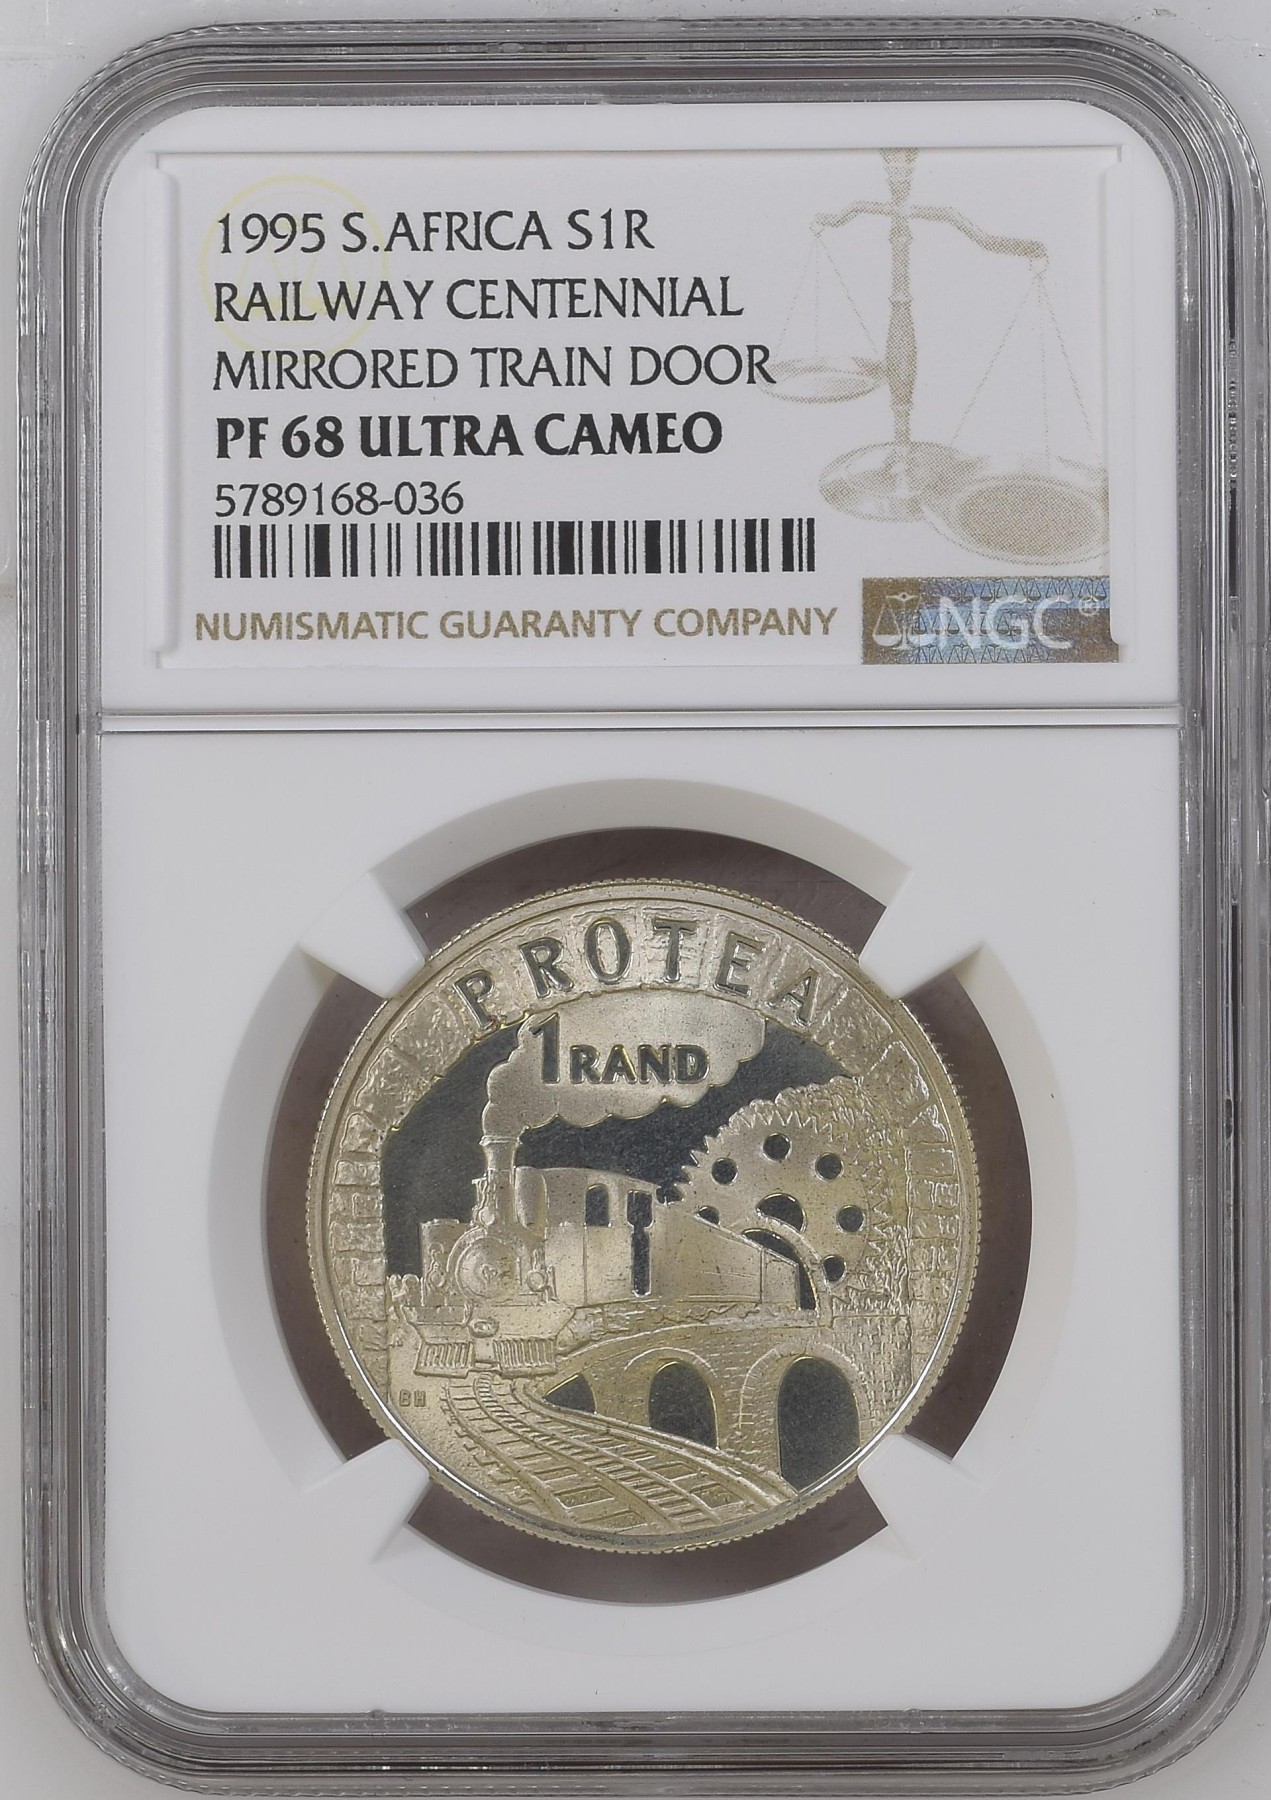 1995 S.AFRICA S1R
RAILWAY CENTENNIAL
MIRRORED TRAIN DOOR
PF 68 ULTRA CAMEO
5789168-036
NUMISMATIC GUARANTY COMPANY
NGC®
PROTEA
1 RAND
BH